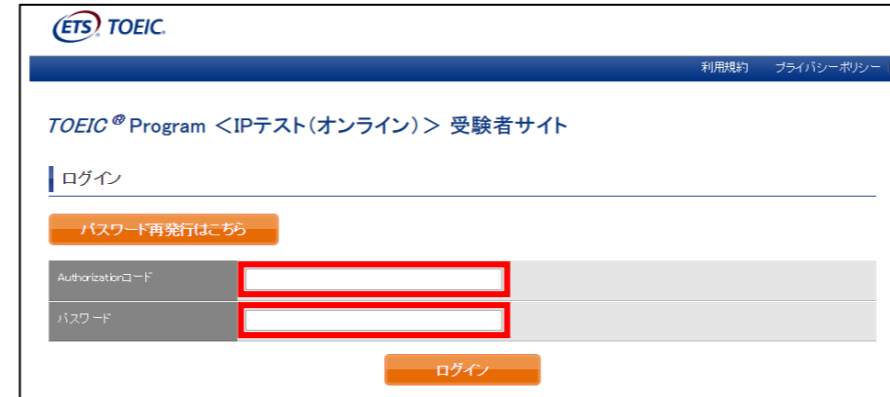 ETS TOEIC.
利用規約 プライバシーポリシー
TOEIC® Program ＜IPテスト（オンライン）＞ 受験者サイト
ログイン
パスワード再発行はこちら
Authorizationコード
パスワード
ログイン